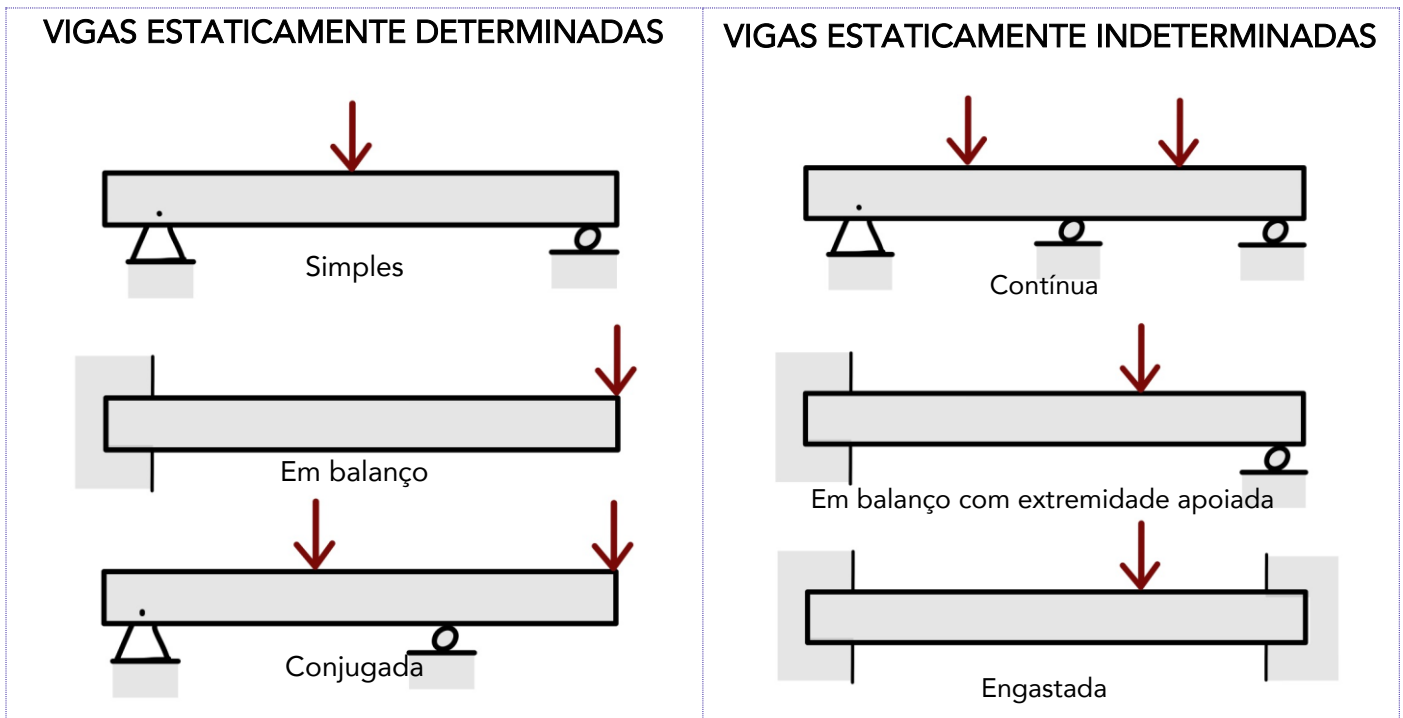 VIGAS ESTATICAMENTE DETERMINADAS
Simples
Em balanço
Conjugada
VIGAS ESTATICAMENTE INDETERMINADAS
Contínua
Em balanço com extremidade apoiada
Engastada